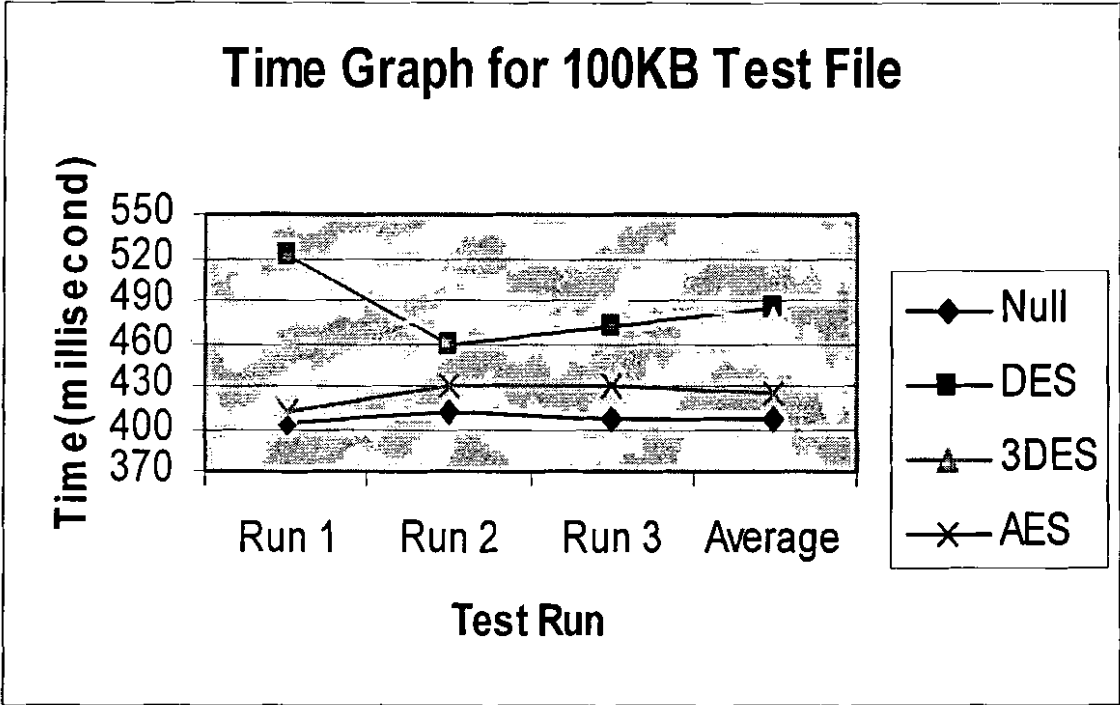 Time Graph for 100KB Test File
Time(millisecond)
550
520
490
460
430
400
370
Run 1 Run 2 Run 3 Average
Test Run
Null
DES
3DES
AES